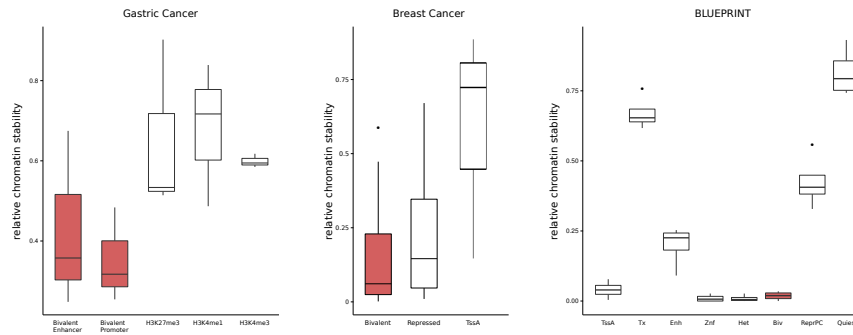 Gastric Cancer
relative chromatin stability
0.8
0.6
0.4
Bivalent Enhancer
Bivalent Promoter
H3K27me3
H3K4me1
H3K4me3
Breast Cancer
relative chromatin stability
0.75
0.5
0.25
0
Bivalent
Repressed
TssA
BLUEPRINT
relative chromatin stability
0.75
0.50
0.25
0.00
TssA
Tx
Enh
Znf
Het
Biv
ReprPC
Quies